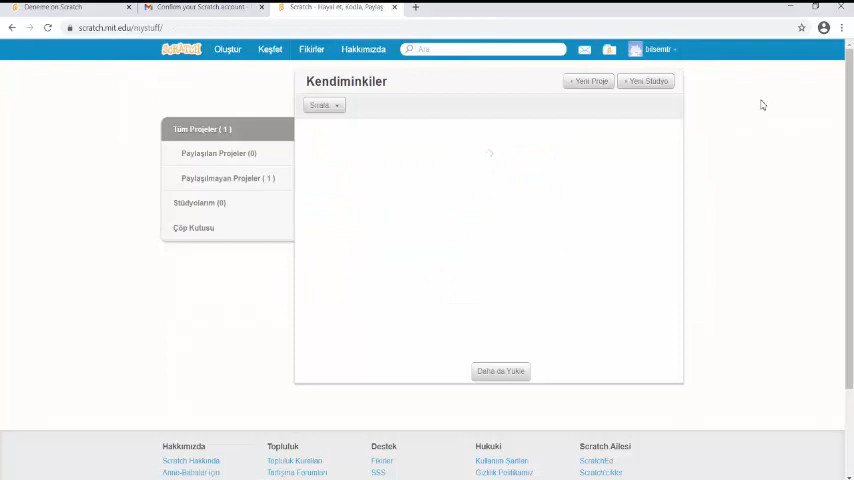 Deneme on Scratch
Confirm your Scratch account -
Scratch - Hayal et, Kodla, Paylaş
scratch.mit.edu/mystuff/
SCRATCH
Oluştur
Keşfet
Fikirler
Hakkımızda
Ara
bilsemir
Kendiminkiler
+ Yeni Proje
+ Yeni Stüdyo
Sırala
Tüm Projeler ( 1 )
Paylaşılan Projeler (0)
Paylaşılmayan Projeler ( 1 )
Stüdyolarım (0)
Çöp Kutusu
Daha da Yükle
Hakkımızda
Topluluk
Destek
Hukuki
Scratch Ailesi
Scratch Hakkında
Topluluk Kuralları
Fikirler
Kullanım Şartları
ScratchEd
Anne-Babalar için
Tartışma Forumları
SSS
Gizlilik Politikamız